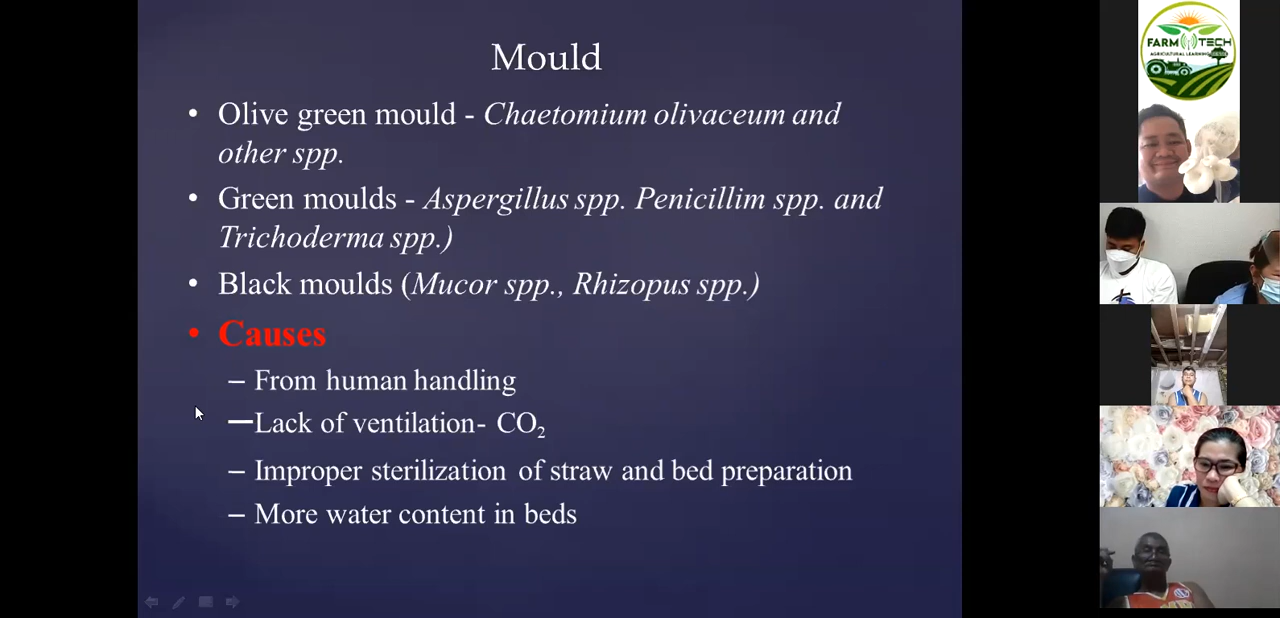 Mould
• Olive green mould - Chaetomium olivaceum and
other spp.
• Green moulds - Aspergillus spp. Penicillim spp. and
Trichoderma spp.)
• Black moulds (Mucor spp., Rhizopus spp.)
• Causes
– From human handling
– Lack of ventilation- CO₂
– Improper sterilization of straw and bed preparation
– More water content in beds
FARM TECH
AGRICULTURAL LEARNING